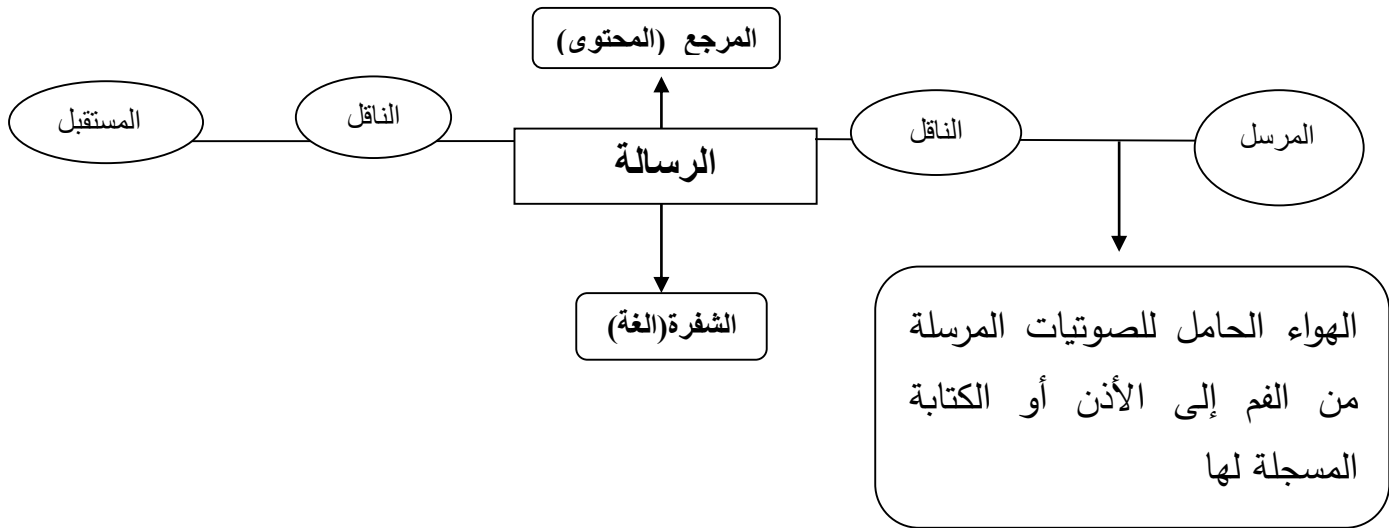 المرجع (المحتوى)
المرسل
الناقل
الرسالة
الناقل
المستقبل
الشفرة(الغة)
الهواء الحامل للصوتيات المرسلة
من الفم إلى الأذن أو الكتابة
المسجلة لها